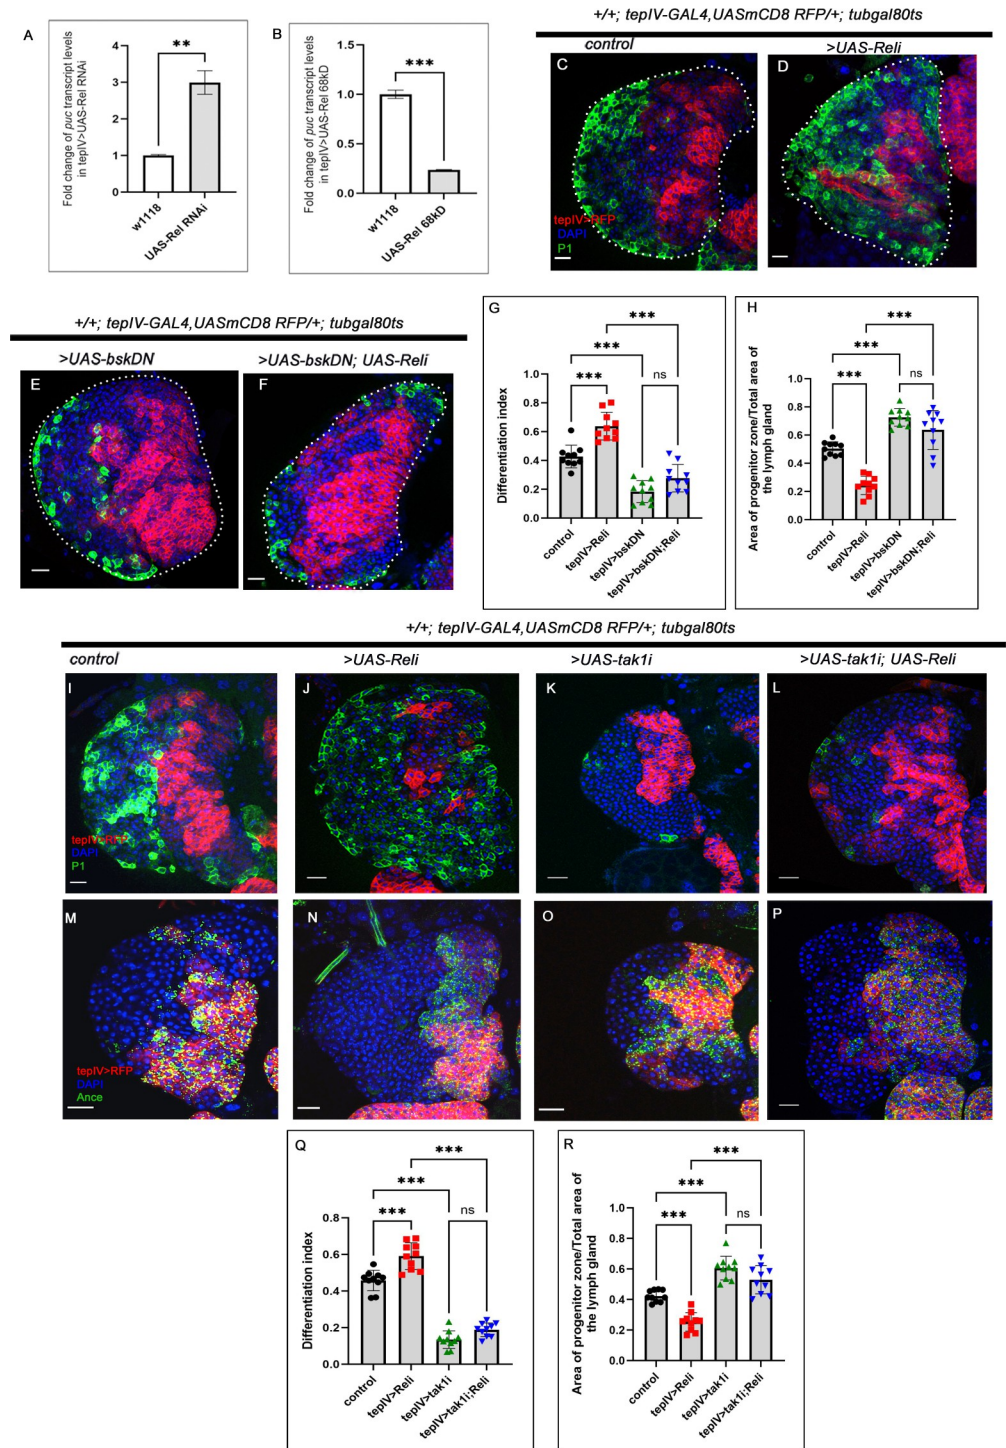 A
Fold change of puc transcript levels
in tepIV>UAS-Rel RNAi
**
4
3
2
1
0
w1118
UAS-Rel RNAi
B
Fold change of puc transcript levels
in tepIV>UAS-Rel 68kD
***
1.5
1.0
0.5
0.0
w1118
UAS-Rel 68kD
+/+; tepIV-GAL4,UASmCD8 RFP/+; tubgal80ts
control
>UAS-Reli
C
D
tepIV>RFP
DAPI
P1
+/+; tepIV-GAL4,UASmCD8 RFP/+; tubgal80ts
>UAS-bskDN
>UAS-bskDN; UAS-Reli
E
F
G
Differentiation index
***
***
***
ns
1.0
0.8
0.6
0.4
0.2
0.0
control
tepIV>Reli
tepIV>bskDN
tepIV>bskDN;Reli
H
Area of progenitor zone/Total area of
the lymph gland
***
***
***
ns
1.0
0.8
0.6
0.4
0.2
0.0
control
tepIV>Reli
tepIV>bskDN
tepIV>bskDN;Reli
+/+; tepIV-GAL4,UASmCD8 RFP/+; tubgal80ts
control
>UAS-Reli
>UAS-tak1i
>UAS-tak1i; UAS-Reli
I
J
K
L
tepIV>RFP
DAPI
P1
M
N
O
P
tepIV>RFP
DAPI
Ance
Q
Differentiation index
***
***
***
ns
0.8
0.6
0.4
0.2
0.0
control
tepIV>Reli
tepIV>tak1i
tepIV>tak1i;Reli
R
Area of progenitor zone/Total area of
the lymph gland
***
***
***
ns
1.0
0.8
0.6
0.4
0.2
0.0
control
tepIV>Reli
tepIV>tak1i
tepIV>tak1i;Reli